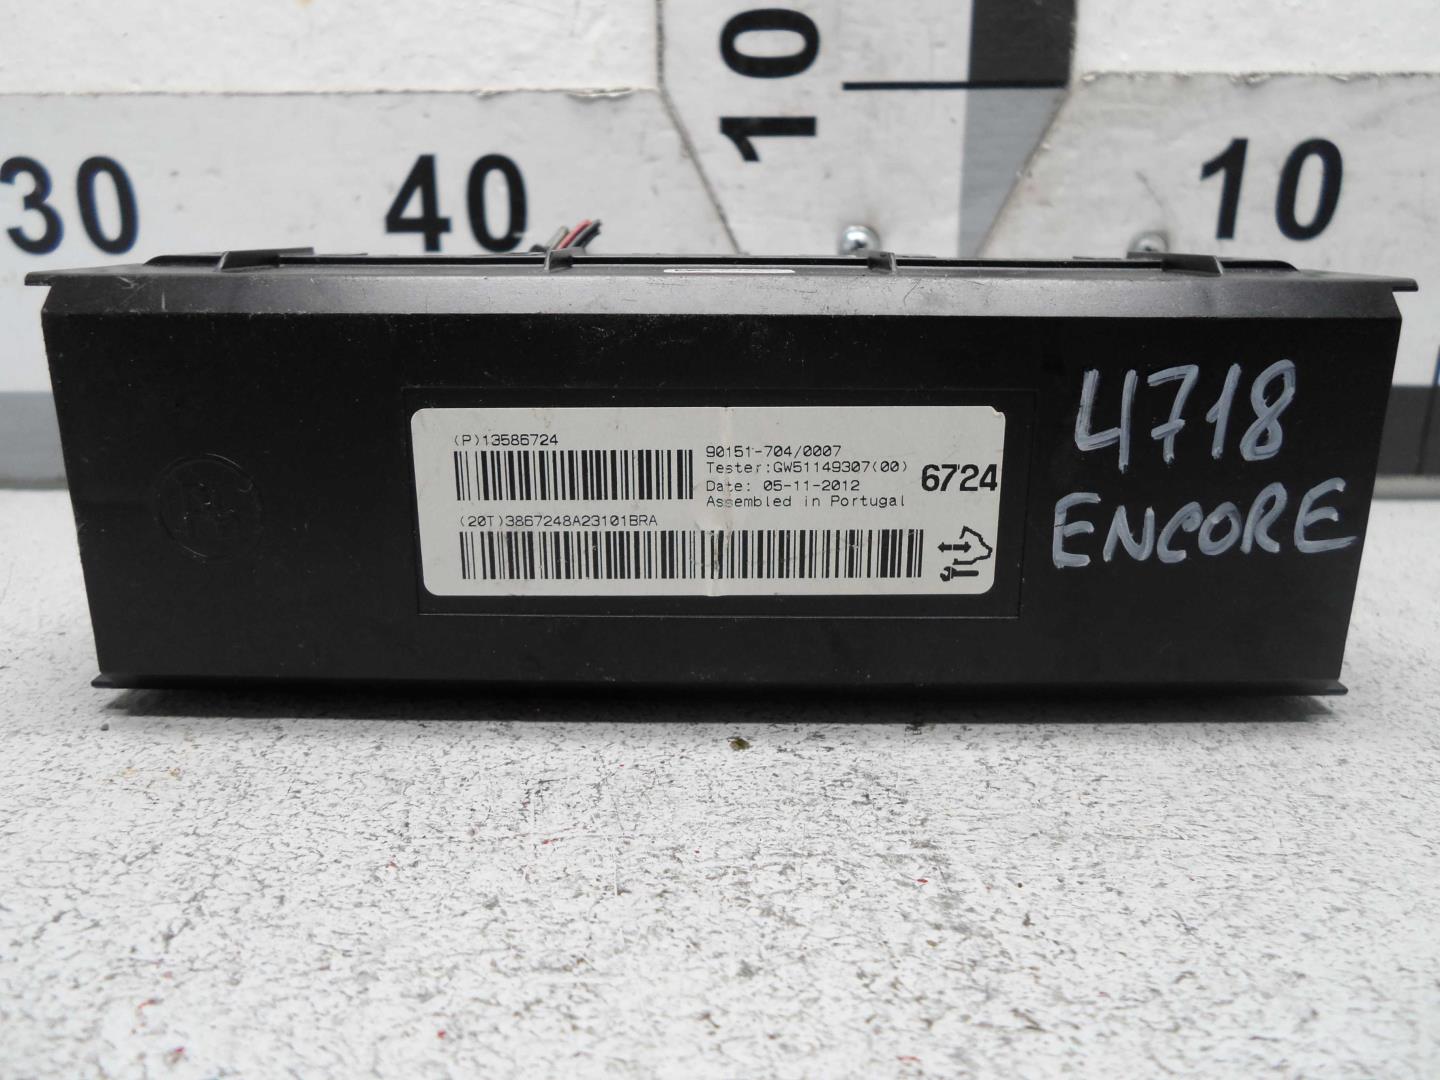 30
40
10
10
(P)13586724
90151-704/0007
Tester:GW51149307(00)
Date: 05-11-2012
Assembled in Portugal
6724
(20T)3867248A23101BRA
4718
ENCORE